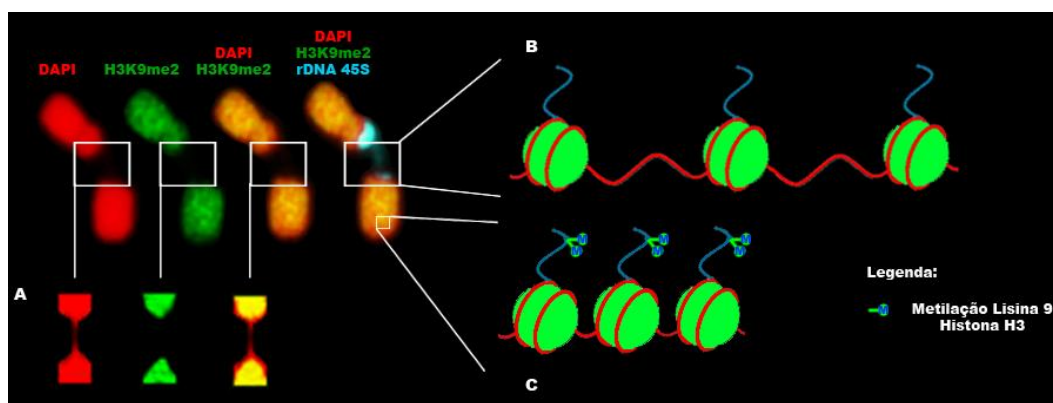 DAPI
H3K9me2
DAPI
H3K9me2
DAPI
H3K9me2
rDNA 45S
B
M
M
M
M
M
M
Legenda:
M Metilação Lisina 9
Histona H3
A
C